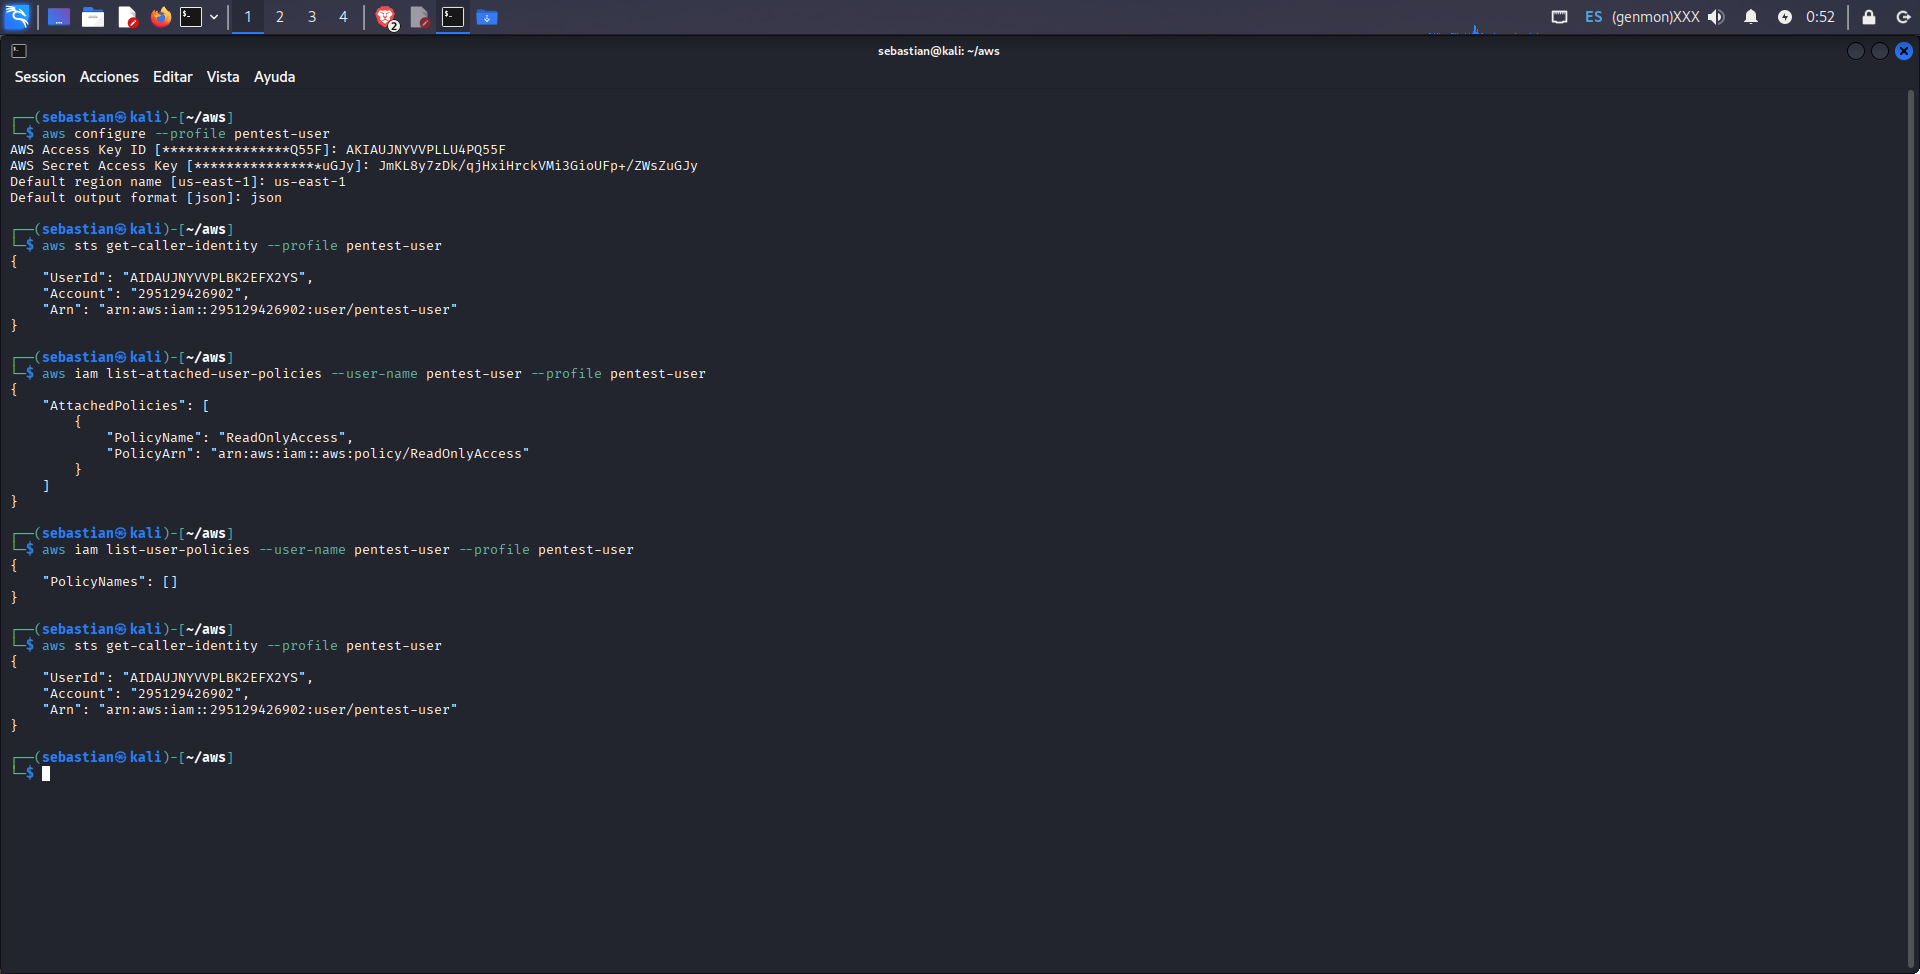 1 2 3 4 2 ES (genmon)XXX 0:52
sebastian@kali: ~/aws
Session Acciones Editar Vista Ayuda
┌──(sebastian㉿kali)-[~/aws]
└─$ aws configure --profile pentest-user
AWS Access Key ID [****************Q55F]: AKIAUJNYVVPLLU4PQ55F
AWS Secret Access Key [****************uGJy]: 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
Default region name [us-east-1]: us-east-1
Default output format [json]: json
┌──(sebastian㉿kali)-[~/aws]
└─$ aws sts get-caller-identity --profile pentest-user
{
    "UserId": "AIDAUJNYVVPLBK2EFX2YS",
    "Account": "295129426902",
    "Arn": "arn:aws:iam::295129426902:user/pentest-user"
}
┌──(sebastian㉿kali)-[~/aws]
└─$ aws iam list-attached-user-policies --user-name pentest-user --profile pentest-user
{
    "AttachedPolicies": [
        {
            "PolicyName": "ReadOnlyAccess",
            "PolicyArn": "arn:aws:iam::aws:policy/ReadOnlyAccess"
        }
    ]
}
┌──(sebastian㉿kali)-[~/aws]
└─$ aws iam list-user-policies --user-name pentest-user --profile pentest-user
{
    "PolicyNames": []
}
┌──(sebastian㉿kali)-[~/aws]
└─$ aws sts get-caller-identity --profile pentest-user
{
    "UserId": "AIDAUJNYVVPLBK2EFX2YS",
    "Account": "295129426902",
    "Arn": "arn:aws:iam::295129426902:user/pentest-user"
}
┌──(sebastian㉿kali)-[~/aws]
└─$